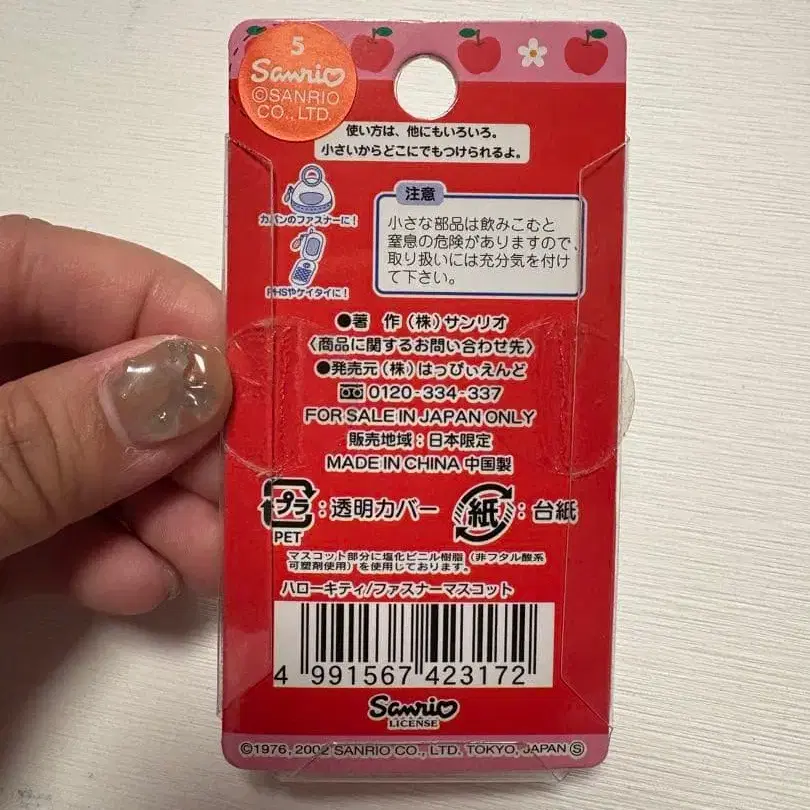 5
Sanrio
©SANRIO
CO., LTD.
使い方は、他にもいろいろ。
小さいからどこにでもつけられるよ。
カバンのファスナーに!
PHSやケイタイに!
注意
小さな部品は飲みこむと
窒息の危険がありますので、
取り扱いには充分気を付け
て下さい。
●著 作(株)サンリオ
〈商品に関するお問い合わせ先〉
●発売元(株)はっぴぃえんど
0120-334-337
FOR SALE IN JAPAN ONLY
販売地域:日本限定
MADE IN CHINA 中国製
プラ:透明カバー
PET
紙:台紙
マスコット部分に塩化ビニル樹脂(非フタル酸系
可塑剤使用)を使用しております。
ハローキティ/ファスナーマスコット
4 991567 423172
Sanrio
LICENSE
©1976, 2002 SANRIO CO., LTD. TOKYO, JAPAN Ⓢ